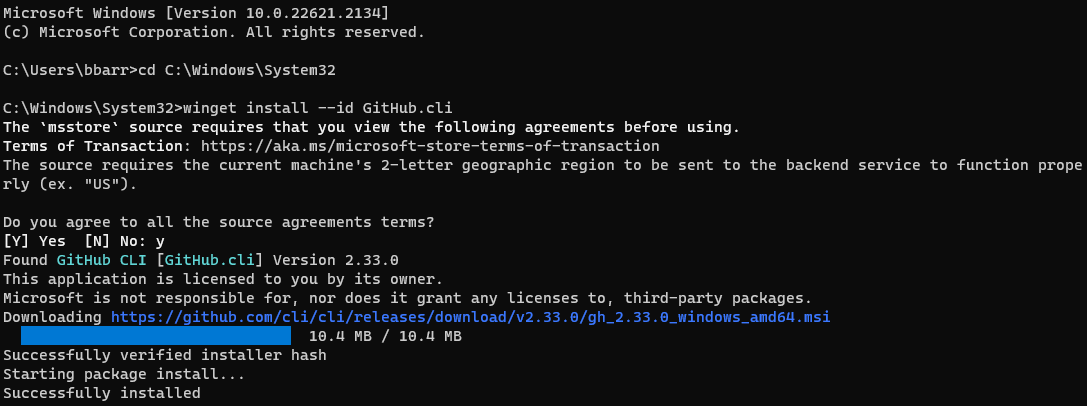 Microsoft Windows [Version 10.0.22621.2134]
(c) Microsoft Corporation. All rights reserved.
C:\Users\bbarr>cd C:\Windows\System32
C:\Windows\System32>winget install --id GitHub.cli
The `msstore` source requires that you view the following agreements before using.
Terms of Transaction: https://aka.ms/microsoft-store-terms-of-transaction
The source requires the current machine's 2-letter geographic region to be sent to the backend service to function prope
rly (ex. "US").
Do you agree to all the source agreements terms?
[Y] Yes  [N] No: y
Found GitHub CLI [GitHub.cli] Version 2.33.0
This application is licensed to you by its owner.
Microsoft is not responsible for, nor does it grant any licenses to, third-party packages.
Downloading https://github.com/cli/cli/releases/download/v2.33.0/gh_2.33.0_windows_amd64.msi
10.4 MB / 10.4 MB
Successfully verified installer hash
Starting package install...
Successfully installed